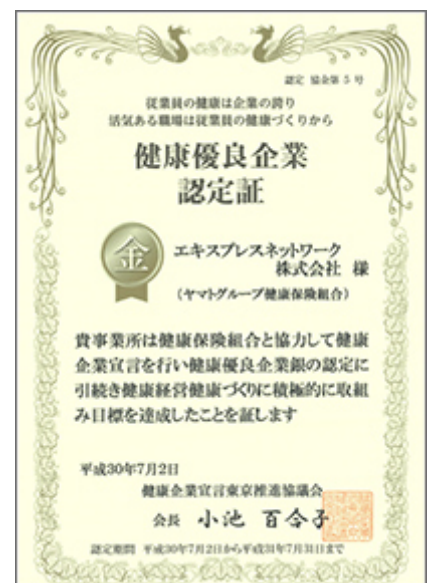 認定 協金第5号
従業員の健康は企業の誇り
活気ある職場は従業員の健康づくりから
健康優良企業
認定証
金
エキスプレスネットワーク
株式会社 様
(ヤマトグループ健康保険組合)
貴事業所は健康保険組合と協力して健康
企業宣言を行い健康優良企業銀の認定に
引続き健康経営健康づくりに積極的に取組
み目標を達成したことを証します
平成30年7月2日
健康企業宣言東京推進協議会
会長 小池 百合子
認定期間 平成30年7月2日から平成31年7月31日まで